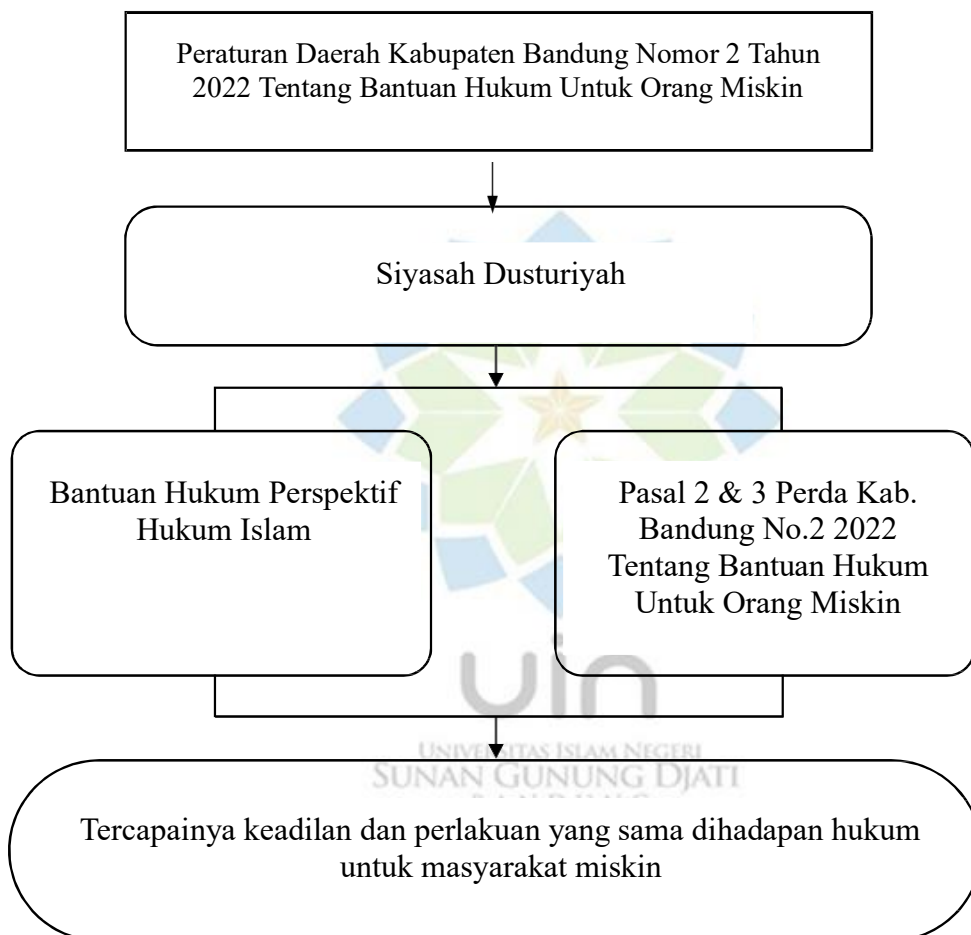 Peraturan Daerah Kabupaten Bandung Nomor 2 Tahun
2022 Tentang Bantuan Hukum Untuk Orang Miskin
Siyasah Dusturiyah
Bantuan Hukum Perspektif
Hukum Islam
Pasal 2 & 3 Perda Kab.
Bandung No.2 2022
Tentang Bantuan Hukum
Untuk Orang Miskin
uin
UNIVERSITAS ISLAM NEGERI
SUNAN GUNUNG DJATI
Tercapainya keadilan dan perlakuan yang sama dihadapan hukum
untuk masyarakat miskin